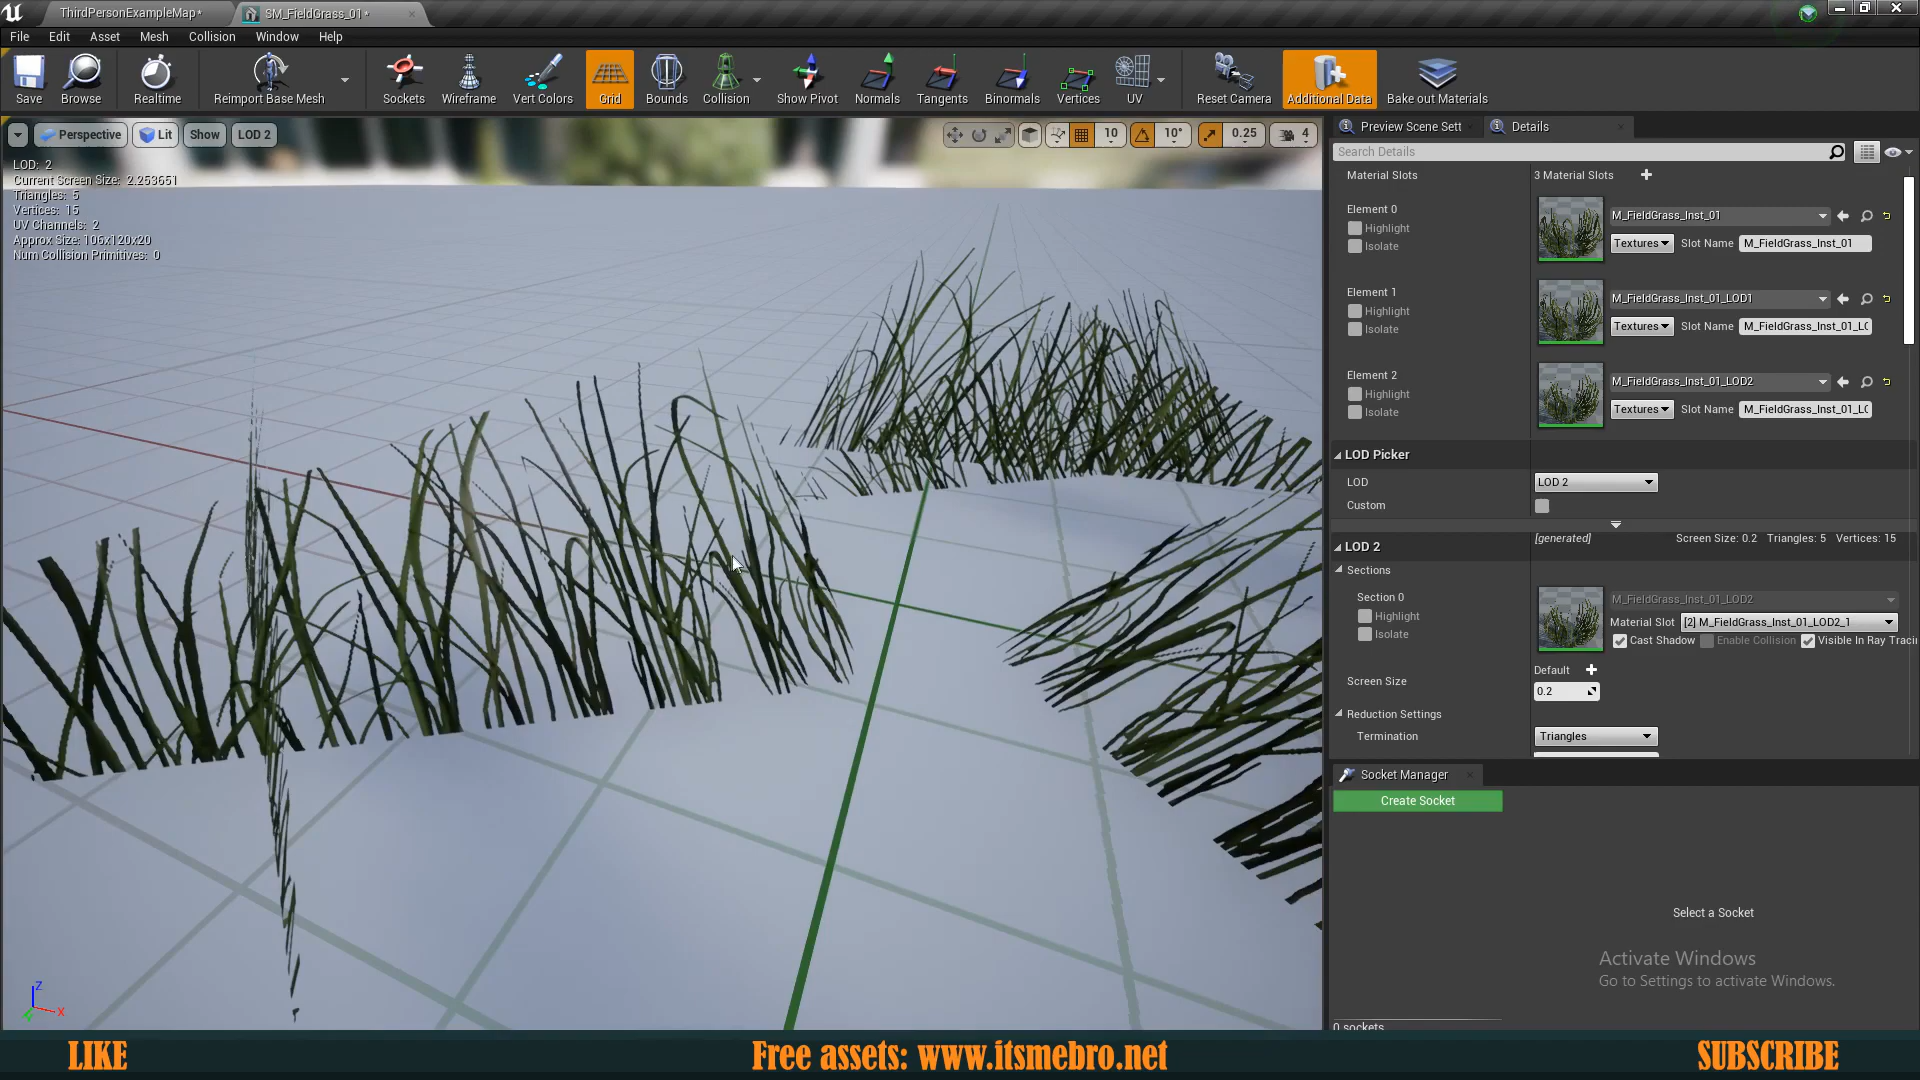 ThirdPersonExampleMap*
SM_FieldGrass_01*
File Edit Asset Mesh Collision Window Help
Save Browse Realtime Reimport Base Mesh Sockets Wireframe Vert Colors Grid Bounds Collision Show Pivot Normals Tangents Binormals Vertices UV Reset Camera Additional Data Bake out Materials
Perspective Lit Show LOD 2
10 10° 0.25 4
LOD: 2
Current Screen Size: 2.253651
Triangles: 5
Vertices: 15
UV Channels: 2
Approx Size: 106x120x20
Num Collision Primitives: 0
Z
X
Preview Scene Sett
Details
Search Details
Material Slots
3 Material Slots
Element 0
Highlight
Isolate
M_FieldGrass_Inst_01
Textures Slot Name M_FieldGrass_Inst_01
Element 1
Highlight
Isolate
M_FieldGrass_Inst_01_LOD1
Textures Slot Name M_FieldGrass_Inst_01_LO
Element 2
Highlight
Isolate
M_FieldGrass_Inst_01_LOD2
Textures Slot Name M_FieldGrass_Inst_01_LO
LOD Picker
LOD LOD 2
Custom
LOD 2
[generated] Screen Size: 0.2 Triangles: 5 Vertices: 15
Sections
Section 0
Highlight
Isolate
M_FieldGrass_Inst_01_LOD2
Material Slot [2] M_FieldGrass_Inst_01_LOD2_1
Cast Shadow Enable Collision Visible In Ray Traci
Screen Size
Default
0.2
Reduction Settings
Termination Triangles
Socket Manager
Create Socket
Select a Socket
0 sockets
Activate Windows
Go to Settings to activate Windows.
LIKE
Free assets: www.itsmebro.net
SUBSCRIBE